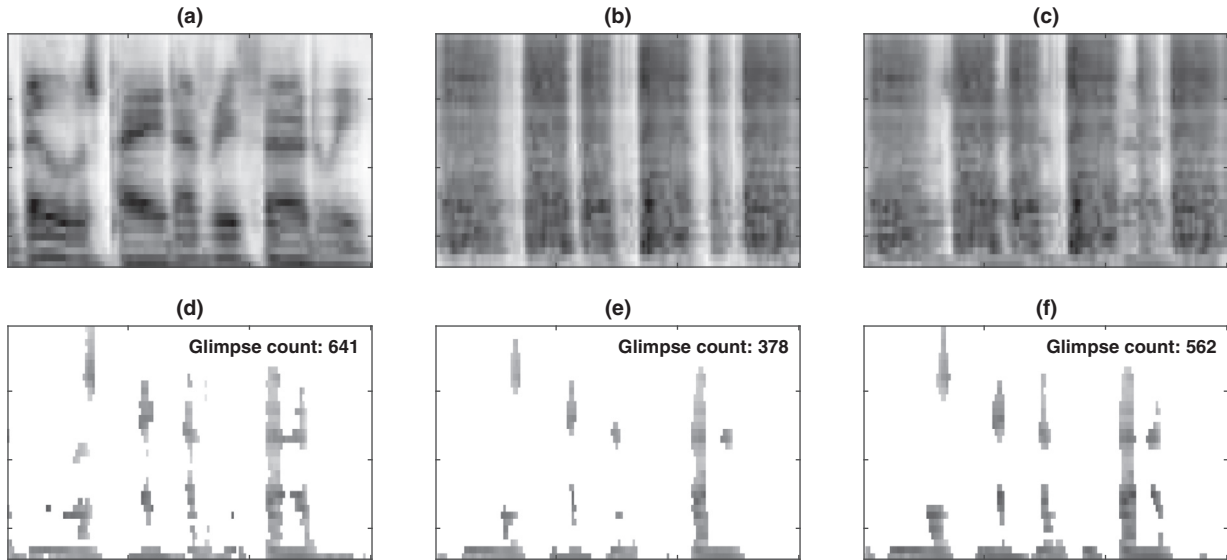 (a)
(b)
(c)
(d)
(e)
(f)
Glimpse count: 641
Glimpse count: 378
Glimpse count: 562